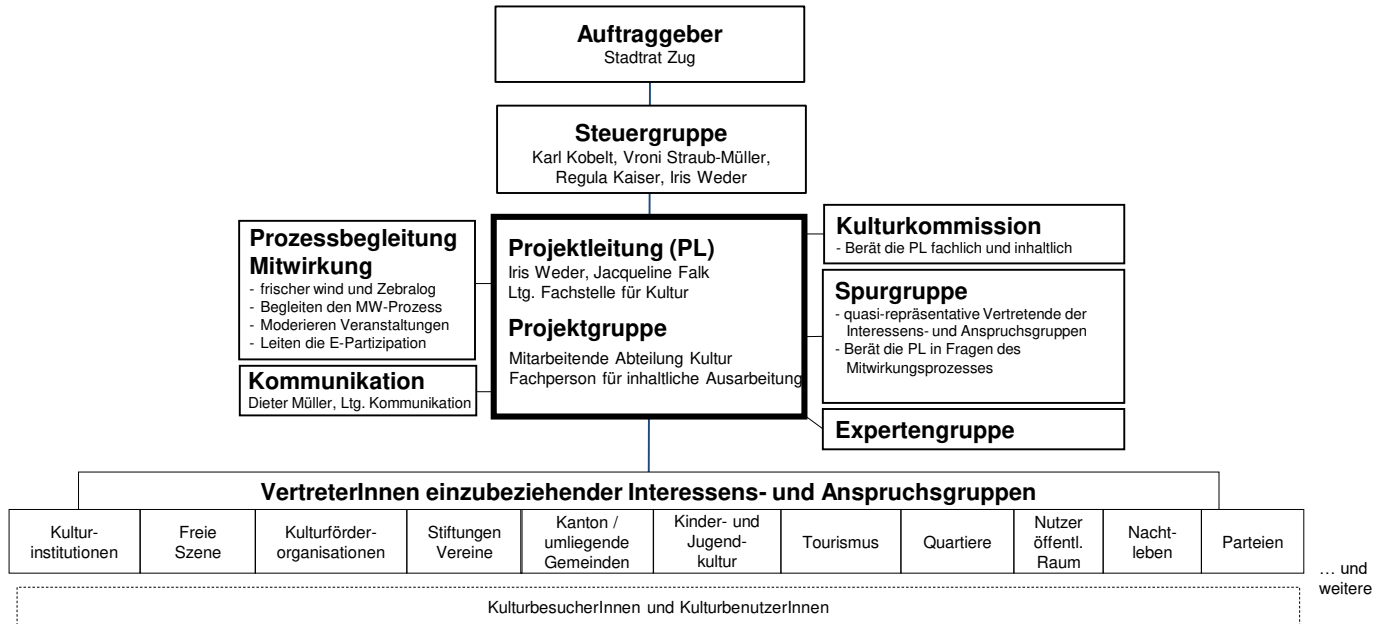 Auftraggeber
Stadtrat Zug
Steuergruppe
Karl Kobelt, Vroni Straub-Müller,
Regula Kaiser, Iris Weder
Prozessbegleitung
Mitwirkung
- frischer wind und Zebralog
- Begleiten den MW-Prozess
- Moderieren Veranstaltungen
- Leiten die E-Partizipation
Kommunikation
Dieter Müller, Ltg. Kommunikation
Projektleitung (PL)
Iris Weder, Jacqueline Falk
Ltg. Fachstelle für Kultur
Projektgruppe
Mitarbeitende Abteilung Kultur
Fachperson für inhaltliche Ausarbeitung
Kulturkommission
- Berät die PL fachlich und inhaltlich
Spurgruppe
- quasi-repräsentative Vertretende der
Interessens- und Anspruchsgruppen
- Berät die PL in Fragen des
Mitwirkungsprozesses
Expertengruppe
VertreterInnen einzubeziehender Interessens- und Anspruchsgruppen
Kultur-
institutionen
Freie
Szene
Kulturförder-
organisationen
Stiftungen
Vereine
Kanton /
umliegende
Gemeinden
Kinder- und
Jugend-
kultur
Tourismus
Quartiere
Nutzer
öffentl.
Raum
Nacht-
leben
Parteien
... und
weitere
KulturbesucherInnen und KulturbenutzerInnen